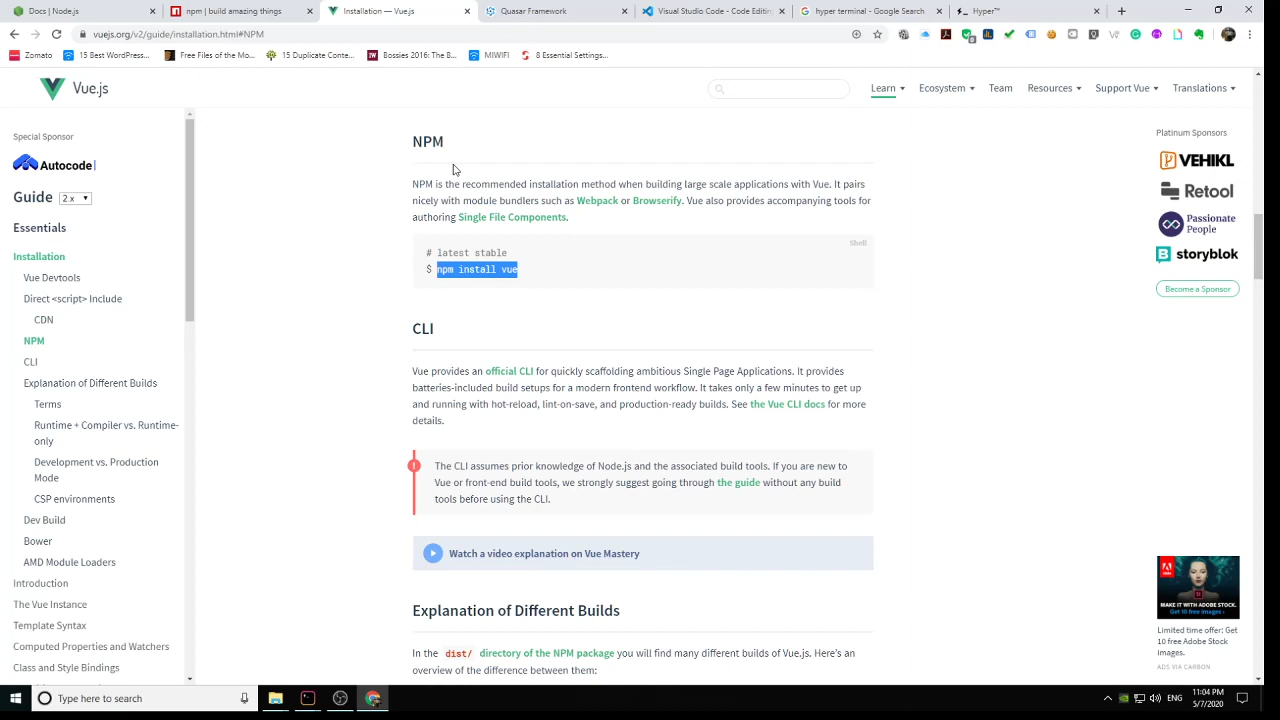 Docs | Node.js
npm | build amazing things
Installation — Vue.js
Quasar Framework
Visual Studio Code - Code Editing
hyper terminal - Google Search
Hyper™
vuejs.org/v2/guide/installation.html#NPM
Zomato
15 Best WordPress...
Free Files of the Mo...
15 Duplicate Conte...
Bossies 2016: The B...
MIWIFI
8 Essential Settings...
Vue.js
Learn
Ecosystem
Team
Resources
Support Vue
Translations
Special Sponsor
Autocode
Guide 2.x
Essentials
Installation
Vue Devtools
Direct <script> Include
CDN
NPM
CLI
Explanation of Different Builds
Terms
Runtime + Compiler vs. Runtime-
only
Development vs. Production
Mode
CSP environments
Dev Build
Bower
AMD Module Loaders
Introduction
The Vue Instance
Template Syntax
Computed Properties and Watchers
Class and Style Bindings
NPM
NPM is the recommended installation method when building large scale applications with Vue. It pairs
nicely with module bundlers such as Webpack or Browserify. Vue also provides accompanying tools for
authoring Single File Components.
Shell
# latest stable
$ npm install vue
CLI
Vue provides an official CLI for quickly scaffolding ambitious Single Page Applications. It provides
batteries-included build setups for a modern frontend workflow. It takes only a few minutes to get up
and running with hot-reload, lint-on-save, and production-ready builds. See the Vue CLI docs for more
details.
The CLI assumes prior knowledge of Node.js and the associated build tools. If you are new to
Vue or front-end build tools, we strongly suggest going through the guide without any build
tools before using the CLI.
Watch a video explanation on Vue Mastery
Explanation of Different Builds
In the dist/ directory of the NPM package you will find many different builds of Vue.js. Here's an
overview of the difference between them:
Platinum Sponsors
VEHIKL
Retool
Passionate
People
storyblok
Become a Sponsor
MAKE IT WITH ADOBE STOCK.
Get 10 free images ›
Limited time offer: Get
10 free Adobe Stock
images.
ADS VIA CARBON
Type here to search
ENG
11:04 PM
5/7/2020